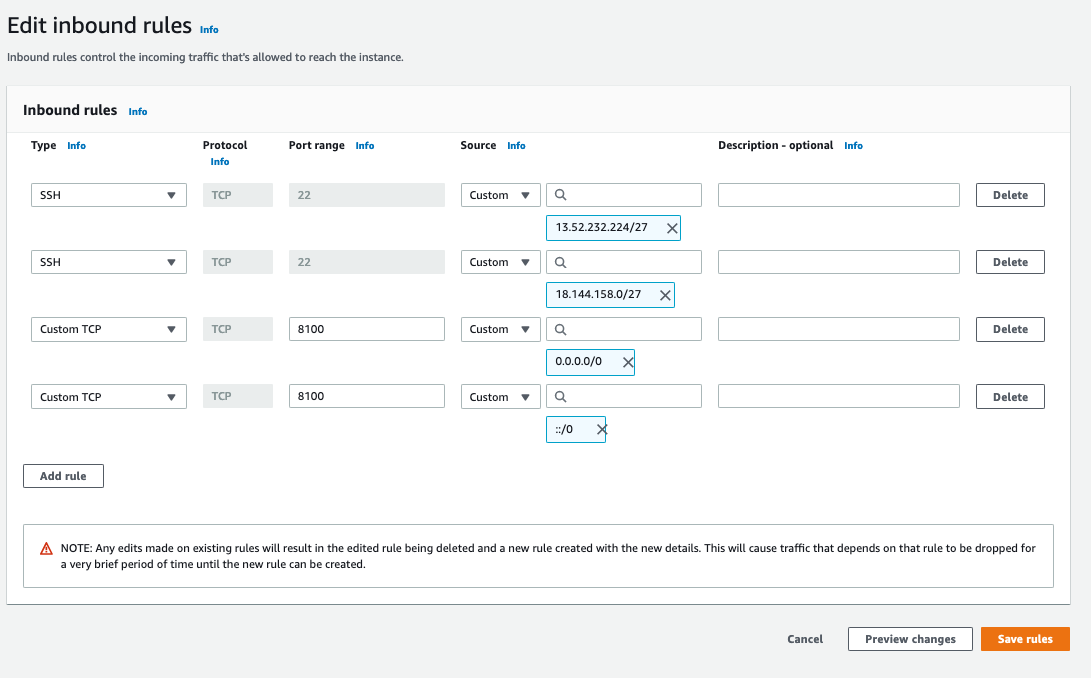 Edit inbound rules Info
Inbound rules control the incoming traffic that's allowed to reach the instance.
Inbound rules Info
Type Info Protocol Info Port range Info Source Info Description - optional Info
SSH TCP 22 Custom Delete
13.52.232.224/27
SSH TCP 22 Custom Delete
18.144.158.0/27
Custom TCP TCP 8100 Custom Delete
0.0.0.0/0
Custom TCP TCP 8100 Custom Delete
::/0
Add rule
NOTE: Any edits made on existing rules will result in the edited rule being deleted and a new rule created with the new details. This will cause traffic that depends on that rule to be dropped for
a very brief period of time until the new rule can be created.
Cancel Preview changes Save rules